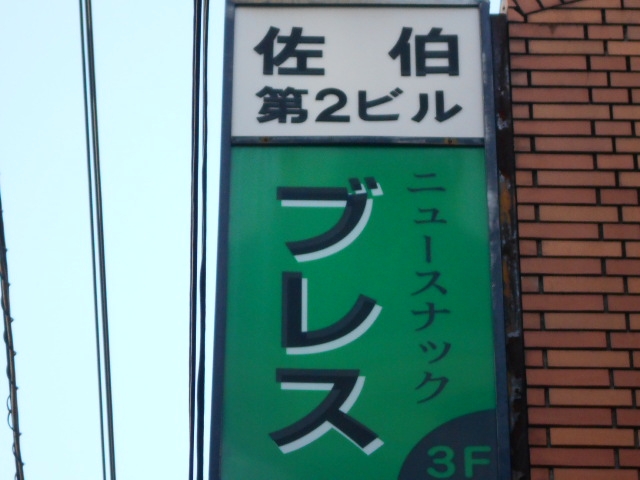 佐伯
第2ビル
ニュースナック
ブレス
3F